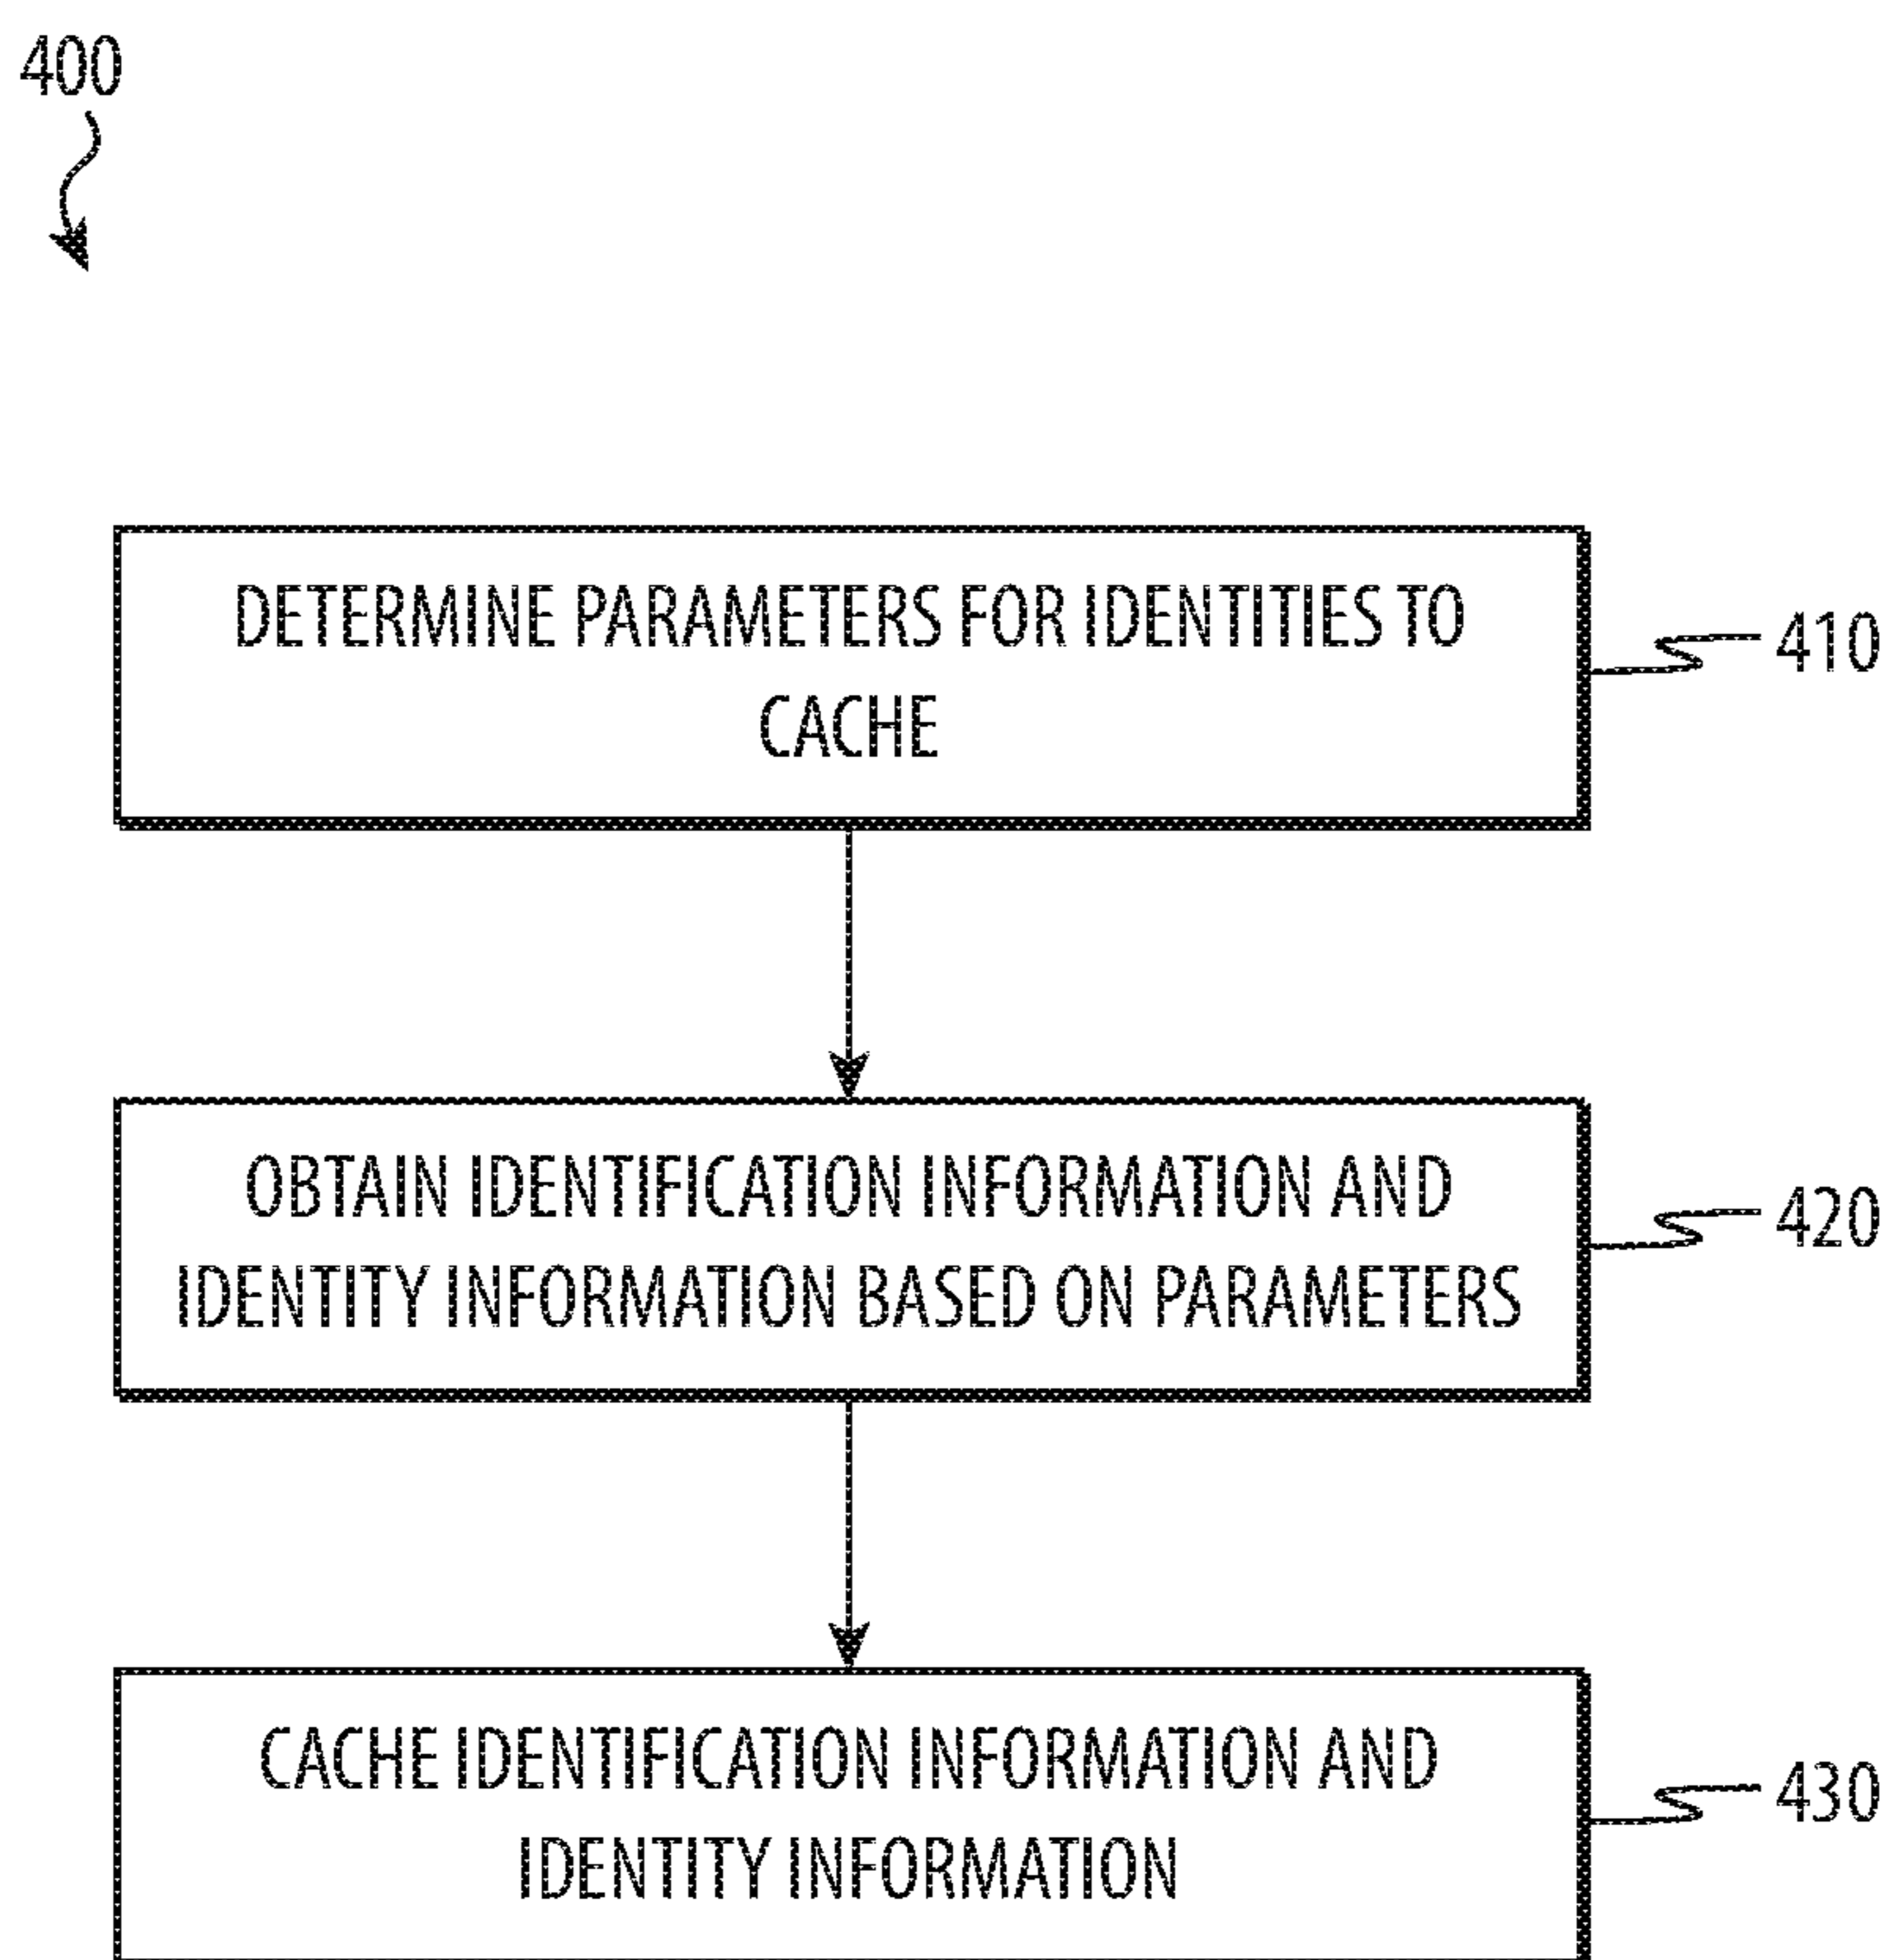 400
DETERMINE PARAMETERS FOR IDENTITIES TO
CACHE
410
OBTAIN IDENTIFICATION INFORMATION AND
IDENTITY INFORMATION BASED ON PARAMETERS
420
CACHE IDENTIFICATION INFORMATION AND
IDENTITY INFORMATION
430